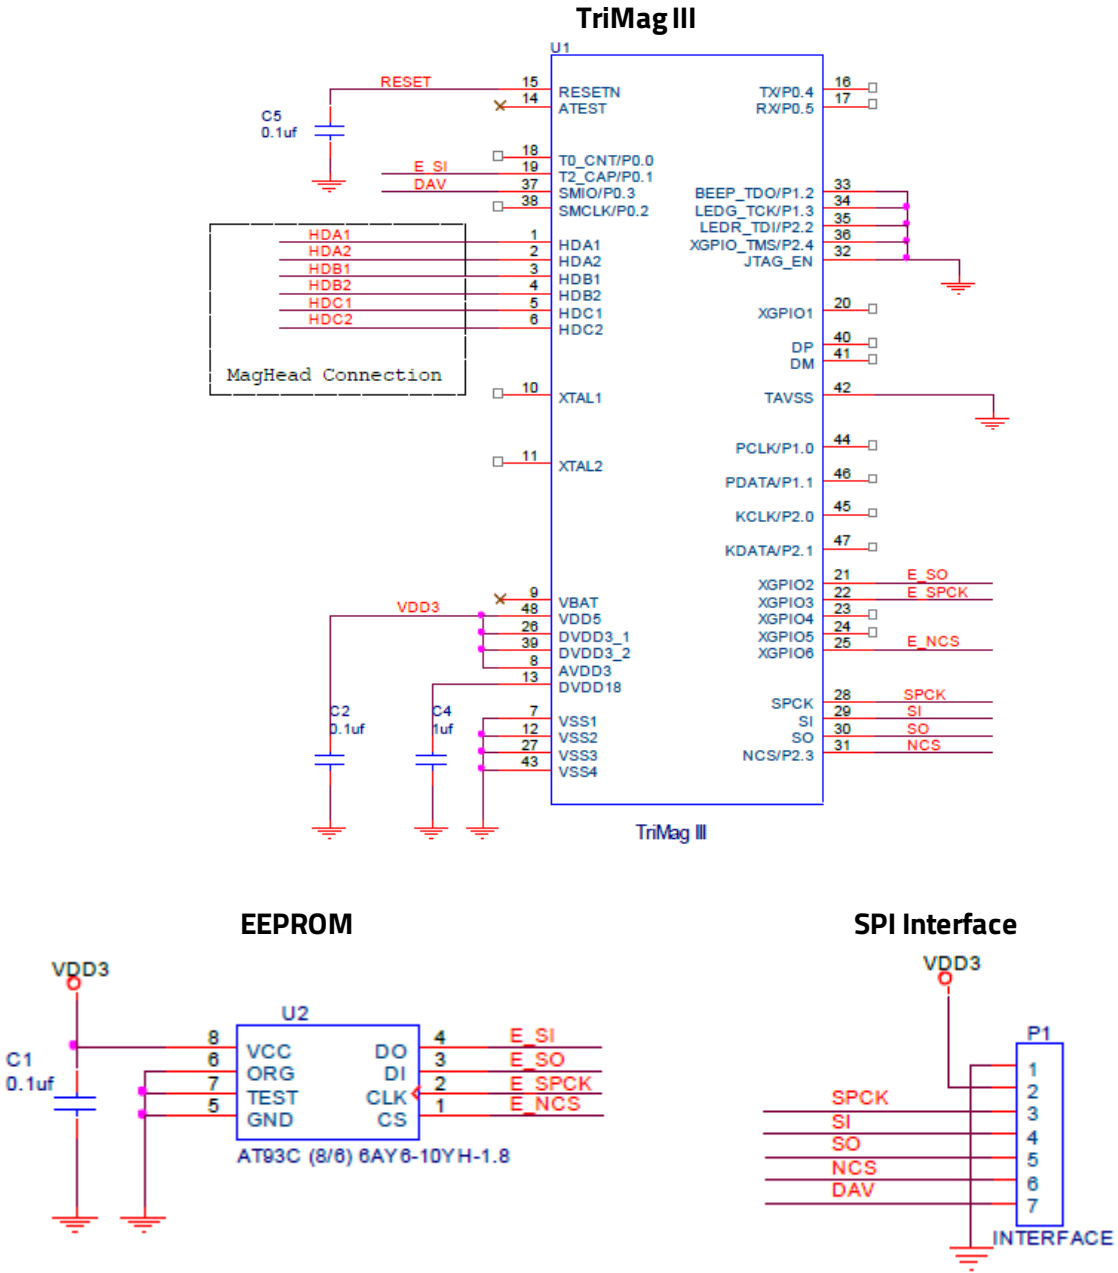 TriMag III
U1
RESET 15 RESETN
14 ATEST
C5
0.1uf
18 T0_CNT/P0.0
E_SI 19 T2_CAP/P0.1
DAV 37 SMIO/P0.3
38 SMCLK/P0.2
HDA1 1 HDA1
HDA2 2 HDA2
HDB1 3 HDB1
HDB2 4 HDB2
HDC1 5 HDC1
HDC2 6 HDC2
MagHead Connection
10 XTAL1
11 XTAL2
9 VBAT
VDD3 48 VDD5
26 DVDD3_1
39 DVDD3_2
8 AVDD3
13 DVDD18
C2
0.1uf
C4
1uf
7 VSS1
12 VSS2
27 VSS3
43 VSS4
TX/P0.4 16
RX/P0.5 17
BEEP_TDO/P1.2 33
LEDG_TCK/P1.3 34
LEDR_TDI/P2.2 35
XGPIO_TMS/P2.4 36
JTAG_EN 32
XGPIO1 20
DP 40
DM 41
TAVSS 42
PCLK/P1.0 44
PDATA/P1.1 46
KCLK/P2.0 45
KDATA/P2.1 47
XGPIO2 21 E_SO
XGPIO3 22 E_SPCK
XGPIO4 23
XGPIO5 24
XGPIO6 25 E_NCS
SPCK 28 SPCK
SI 29 SI
SO 30 SO
NCS/P2.3 31 NCS
TriMag III
EEPROM
VDD3
C1
0.1uf
U2
8 VCC DO 4 E_SI
6 ORG DI 3 E_SO
7 TEST CLK 2 E_SPCK
5 GND CS 1 E_NCS
AT93C (8/6) 6AY6-10YH-1.8
SPI Interface
VDD3
P1
1
2
SPCK 3
SI 4
SO 5
NCS 6
DAV 7
INTERFACE